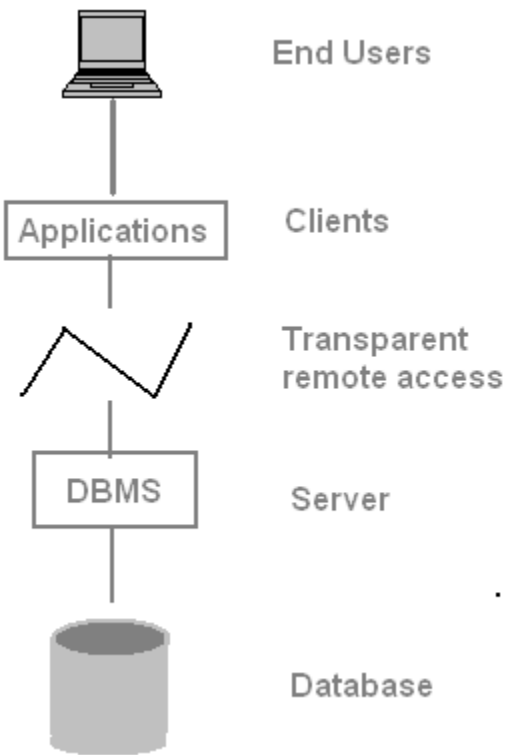 End Users
Applications
Clients
Transparent
remote access
DBMS
Server
Database